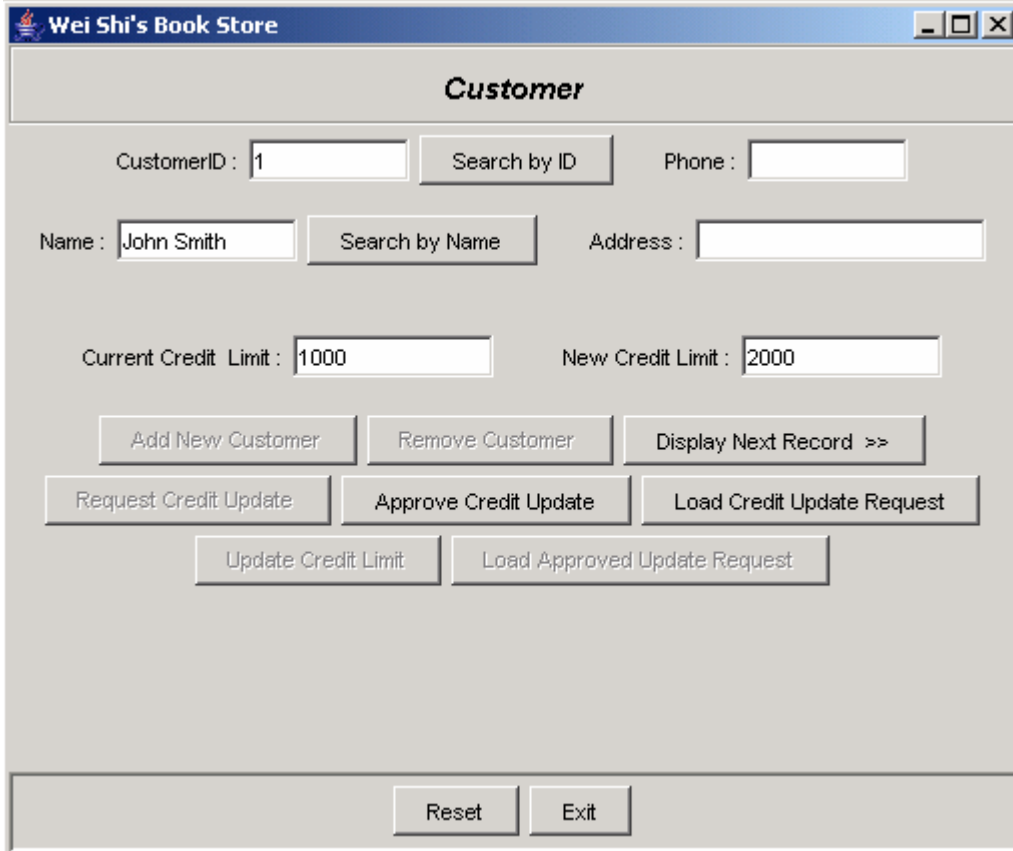 Wei Shi's Book Store
Customer
CustomerID : 1 Search by ID Phone :
Name : John Smith Search by Name Address :
Current Credit Limit : 1000 New Credit Limit : 2000
Add New Customer Remove Customer Display Next Record >>
Request Credit Update Approve Credit Update Load Credit Update Request
Update Credit Limit Load Approved Update Request
Reset Exit